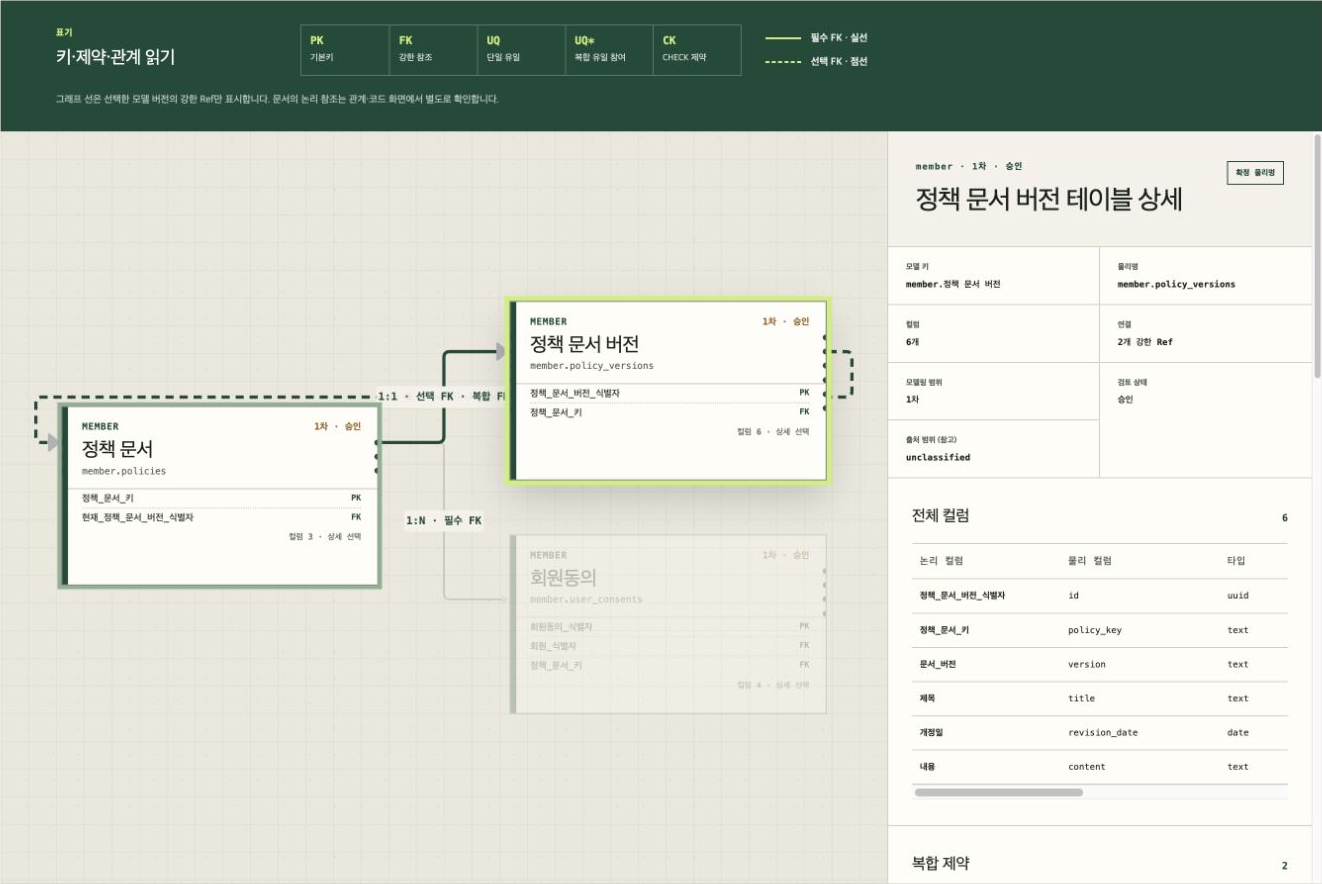 표기
키·제약·관계 읽기
PK
기본키
FK
강한 참조
UQ
단일 유일
UQ*
복합 유일 참여
CK
CHECK 제약
필수 FK · 실선
선택 FK · 점선
그래프 선은 선택한 모델 버전의 강한 Ref만 표시합니다. 문서의 논리 참조는 관계·코드 화면에서 별도로 확인합니다.
MEMBER 1차 · 승인
정책 문서 버전
member.policy_versions
정책_문서_버전_식별자 PK
정책_문서_키 FK
컬럼 6 · 상세 선택
1:1 · 선택 FK · 복합 F
MEMBER 1차 · 승인
정책 문서
member.policies
정책_문서_키 PK
현재_정책_문서_버전_식별자 FK
컬럼 3 · 상세 선택
1:N · 필수 FK
MEMBER 1차 · 승인
회원동의
member.user_consents
회원동의_식별자 PK
회원_식별자 FK
정책_문서_키 FK
컬럼 4 · 상세 선택
member · 1차 · 승인
정책 문서 버전 테이블 상세
확정 물리명
모델 키
member.정책 문서 버전
물리명
member.policy_versions
컬럼
6개
연결
2개 강한 Ref
모델링 범위
1차
검토 상태
승인
출처 범위 (참고)
unclassified
전체 컬럼 6
논리 컬럼 물리 컬럼 타입
정책_문서_버전_식별자 id uuid
정책_문서_키 policy_key text
문서_버전 version text
제목 title text
개정일 revision_date date
내용 content text
복합 제약 2